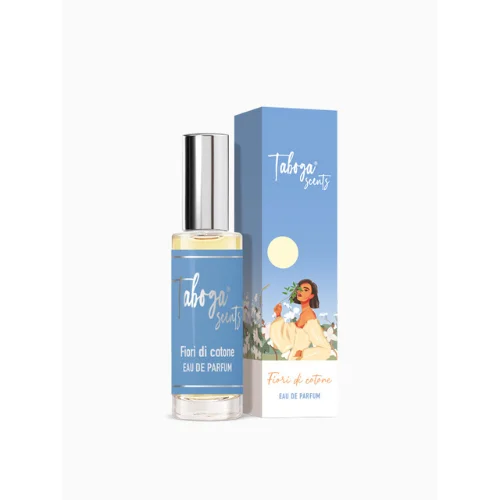 Taboga®
scents
Fiori di cotone
EAU DE PARFUM
Taboga®
scents
Fiori di cotone
EAU DE PARFUM